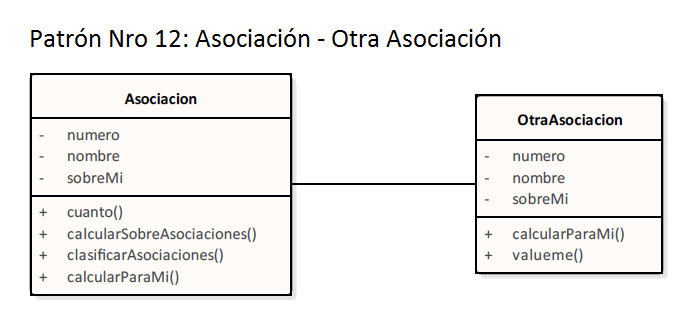 Patrón Nro 12: Asociación - Otra Asociación
Asociacion
- numero
- nombre
- sobreMi
+ cuanto()
+ calcularSobreAsociaciones()
+ clasificarAsociaciones()
+ calcularParaMi()
OtraAsociacion
- numero
- nombre
- sobreMi
+ calcularParaMi()
+ valueme()